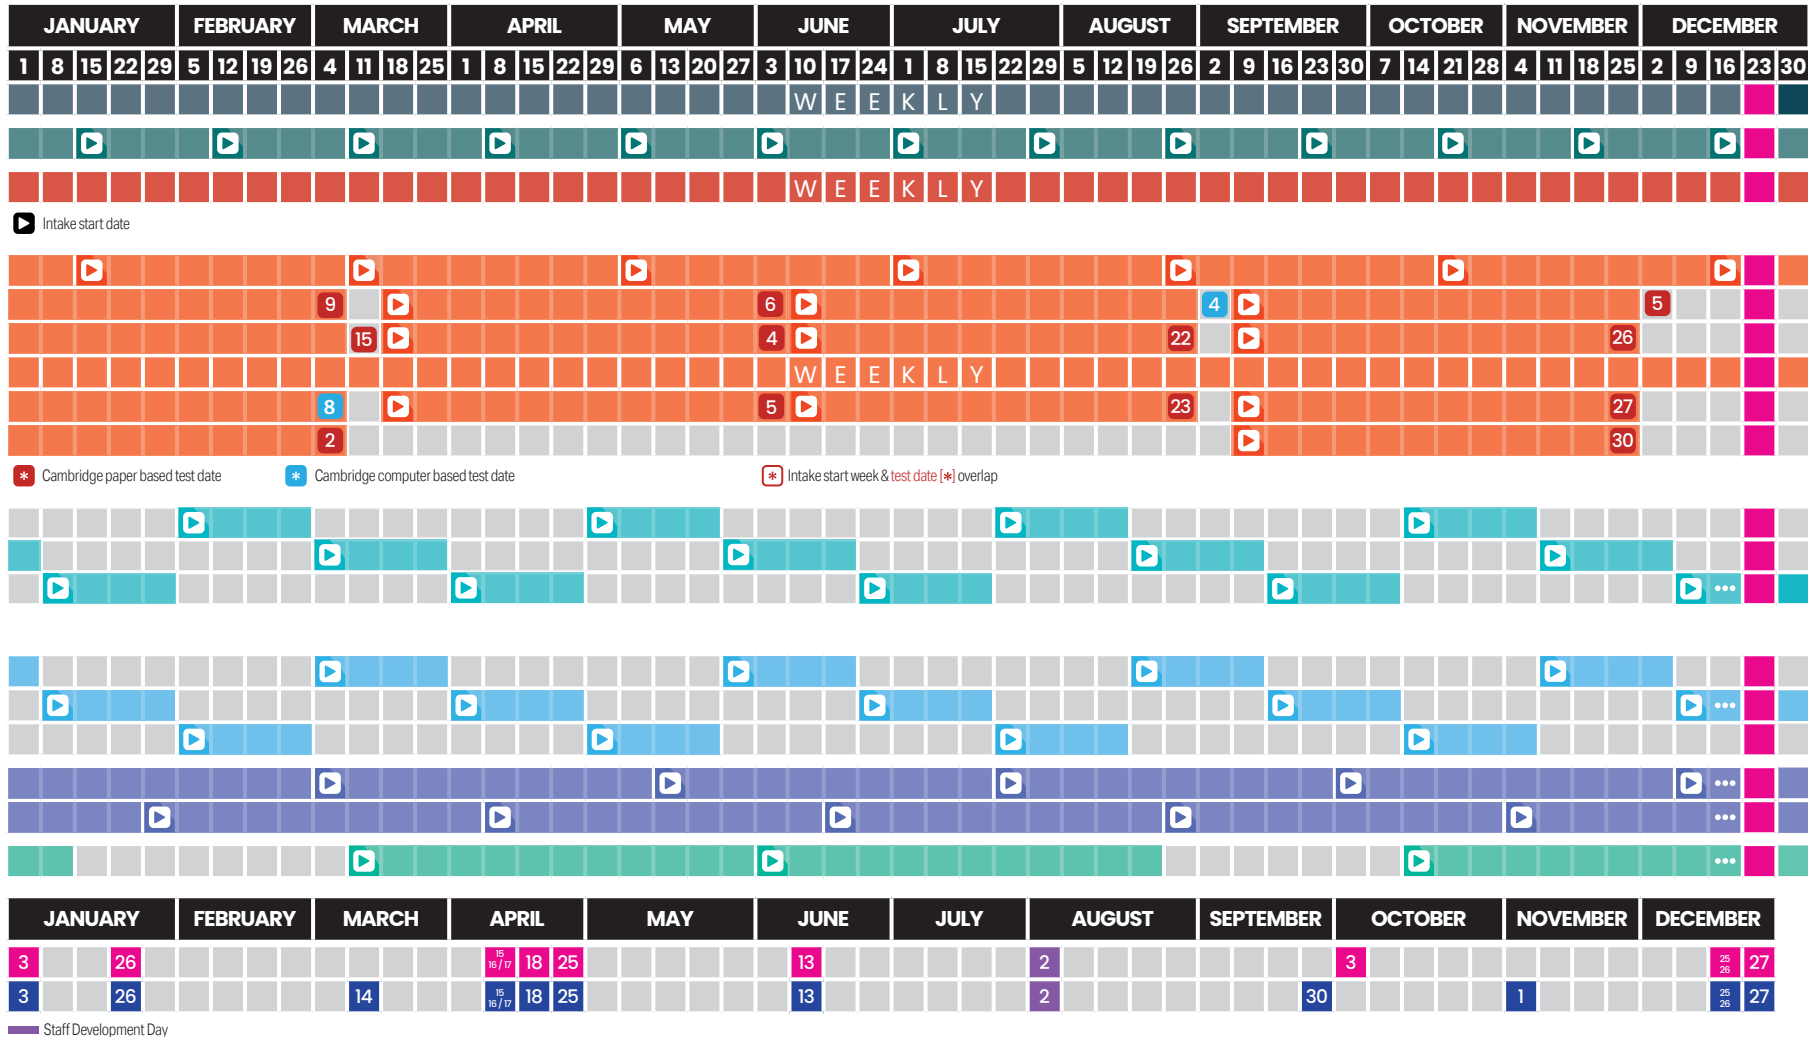 JANUARY FEBRUARY MARCH APRIL MAY JUNE JULY AUGUST SEPTEMBER OCTOBER NOVEMBER DECEMBER
1 8 15 22 29 5 12 19 26 4 11 18 25 1 8 15 22 29 6 13 20 27 3 10 17 24 1 8 15 22 29 5 12 19 26 2 9 16 23 30 7 14 21 28 4 11 18 25 2 9 16 23 30
W E E K L Y
W E E K L Y
Intake start date
9 6 4 5
15 4 22 26
W E E K L Y
8 5 23 27
2 30
* Cambridge paper based test date * Cambridge computer based test date * Intake start week & test date [*] overlap
•••
•••
•••
•••
•••
JANUARY FEBRUARY MARCH APRIL MAY JUNE JULY AUGUST SEPTEMBER OCTOBER NOVEMBER DECEMBER
3 26 15 16/17 18 25 13 2 3 25 26 27
3 26 14 15 16/17 18 25 13 2 30 1 25 26 27
Staff Development Day